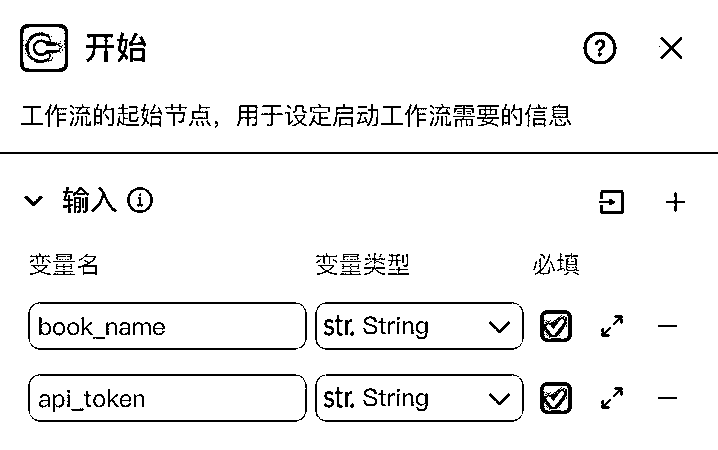 开始
工作流的起始节点，用于设定启动工作流需要的信息
输入
变量名 变量类型 必填
book_name str. String
api_token str. String